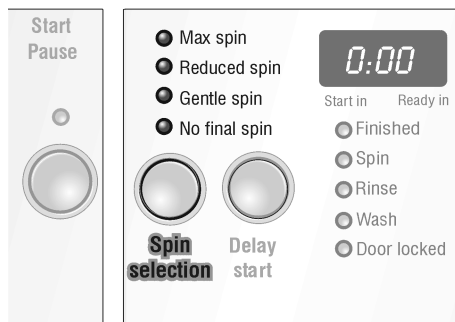 Start
Pause
Max spin
Reduced spin
Gentle spin
No final spin
Spin
selection
Delay
start
0:00
Start in Ready in
Finished
Spin
Rinse
Wash
Door locked